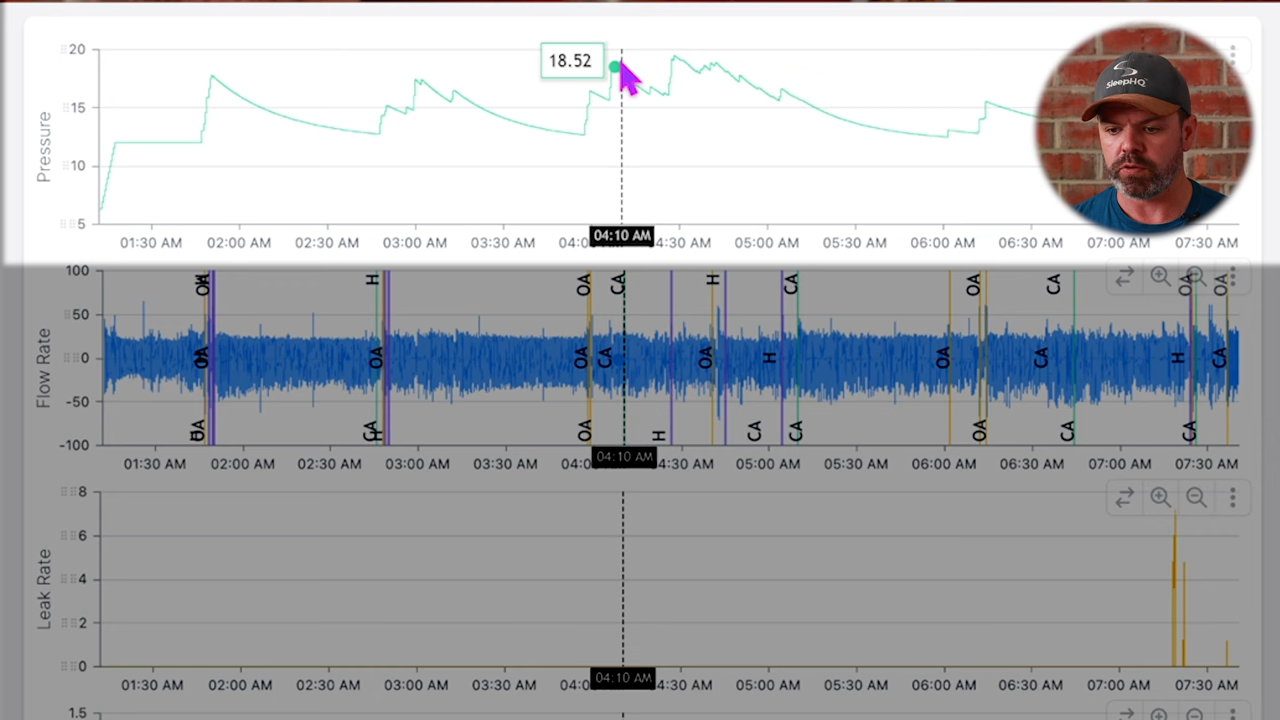 20
18.52
SleepHQ
15
Pressure
10
5
01:30 AM 02:00 AM 02:30 AM 03:00 AM 03:30 AM 04:0 04:10 AM 4:30 AM 05:00 AM 05:30 AM 06:00 AM 06:30 AM 07:00 AM 07:30 AM
100
OA H OA CA H CA OA CA OA OA
50
Flow Rate
0
OA OA OA CA OA H OA CA H CA
-50
OA CA H OA H CA CA OA CA CA
-100
01:30 AM 02:00 AM 02:30 AM 03:00 AM 03:30 AM 04:0 04:10 AM 4:30 AM 05:00 AM 05:30 AM 06:00 AM 06:30 AM 07:00 AM 07:30 AM
8
6
Leak Rate
4
2
0
01:30 AM 02:00 AM 02:30 AM 03:00 AM 03:30 AM 04:0 04:10 AM 4:30 AM 05:00 AM 05:30 AM 06:00 AM 06:30 AM 07:00 AM 07:30 AM
1.5